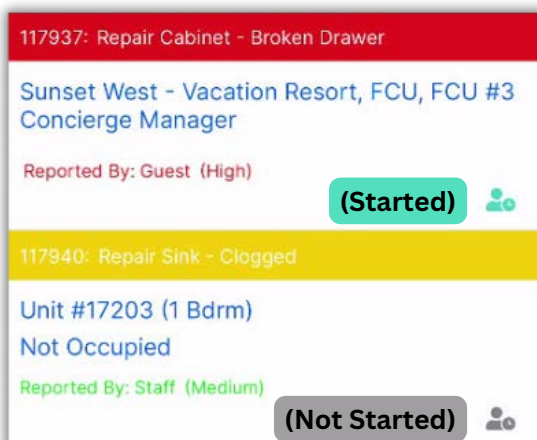 117937: Repair Cabinet - Broken Drawer
Sunset West - Vacation Resort, FCU, FCU #3
Concierge Manager
Reported By: Guest (High)
(Started)
117940: Repair Sink - Clogged
Unit #17203 (1 Bdrm)
Not Occupied
Reported By: Staff (Medium)
(Not Started)